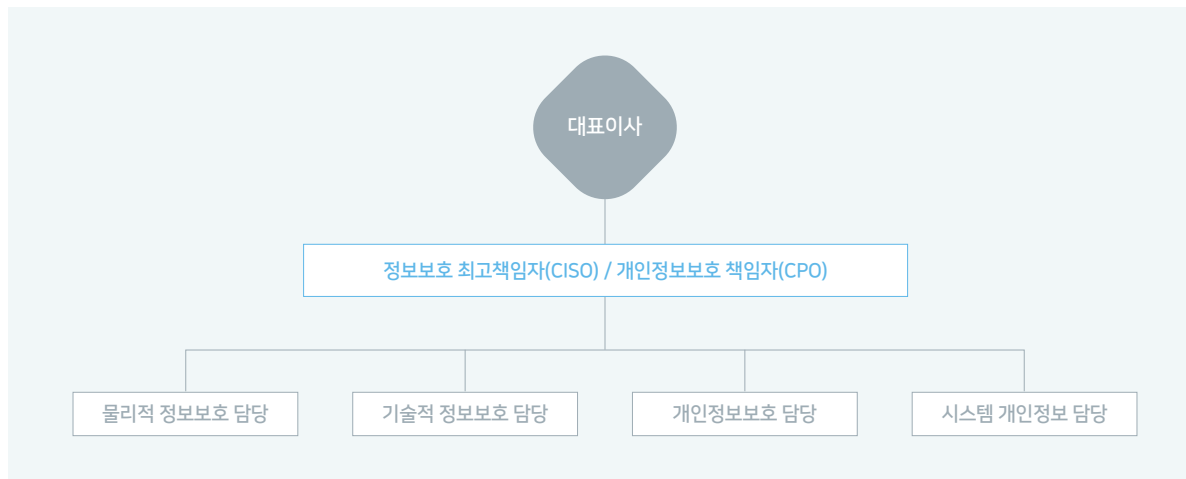 대표이사
정보보호 최고책임자(CISO) / 개인정보보호 책임자(CPO)
물리적 정보보호 담당
기술적 정보보호 담당
개인정보보호 담당
시스템 개인정보 담당